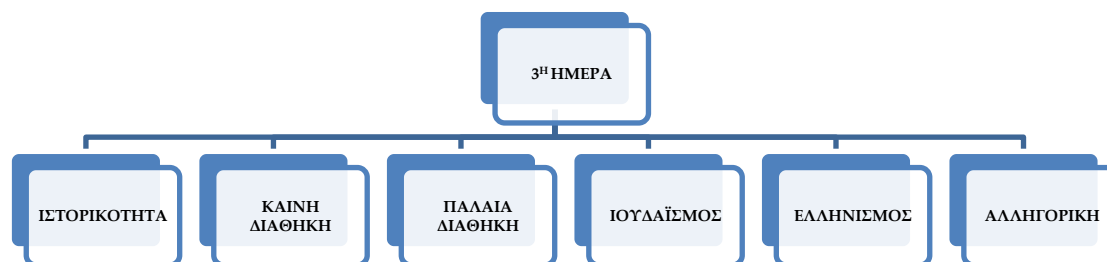 3Η ΗΜΕΡΑ
ΙΣΤΟΡΙΚΟΤΗΤΑ
ΚΑΙΝΗ
ΔΙΑΘΗΚΗ
ΠΑΛΑΙΑ
ΔΙΑΘΗΚΗ
ΙΟΥΔΑΪΣΜΟΣ
ΕΛΛΗΝΙΣΜΟΣ
ΑΛΛΗΓΟΡΙΚΗ